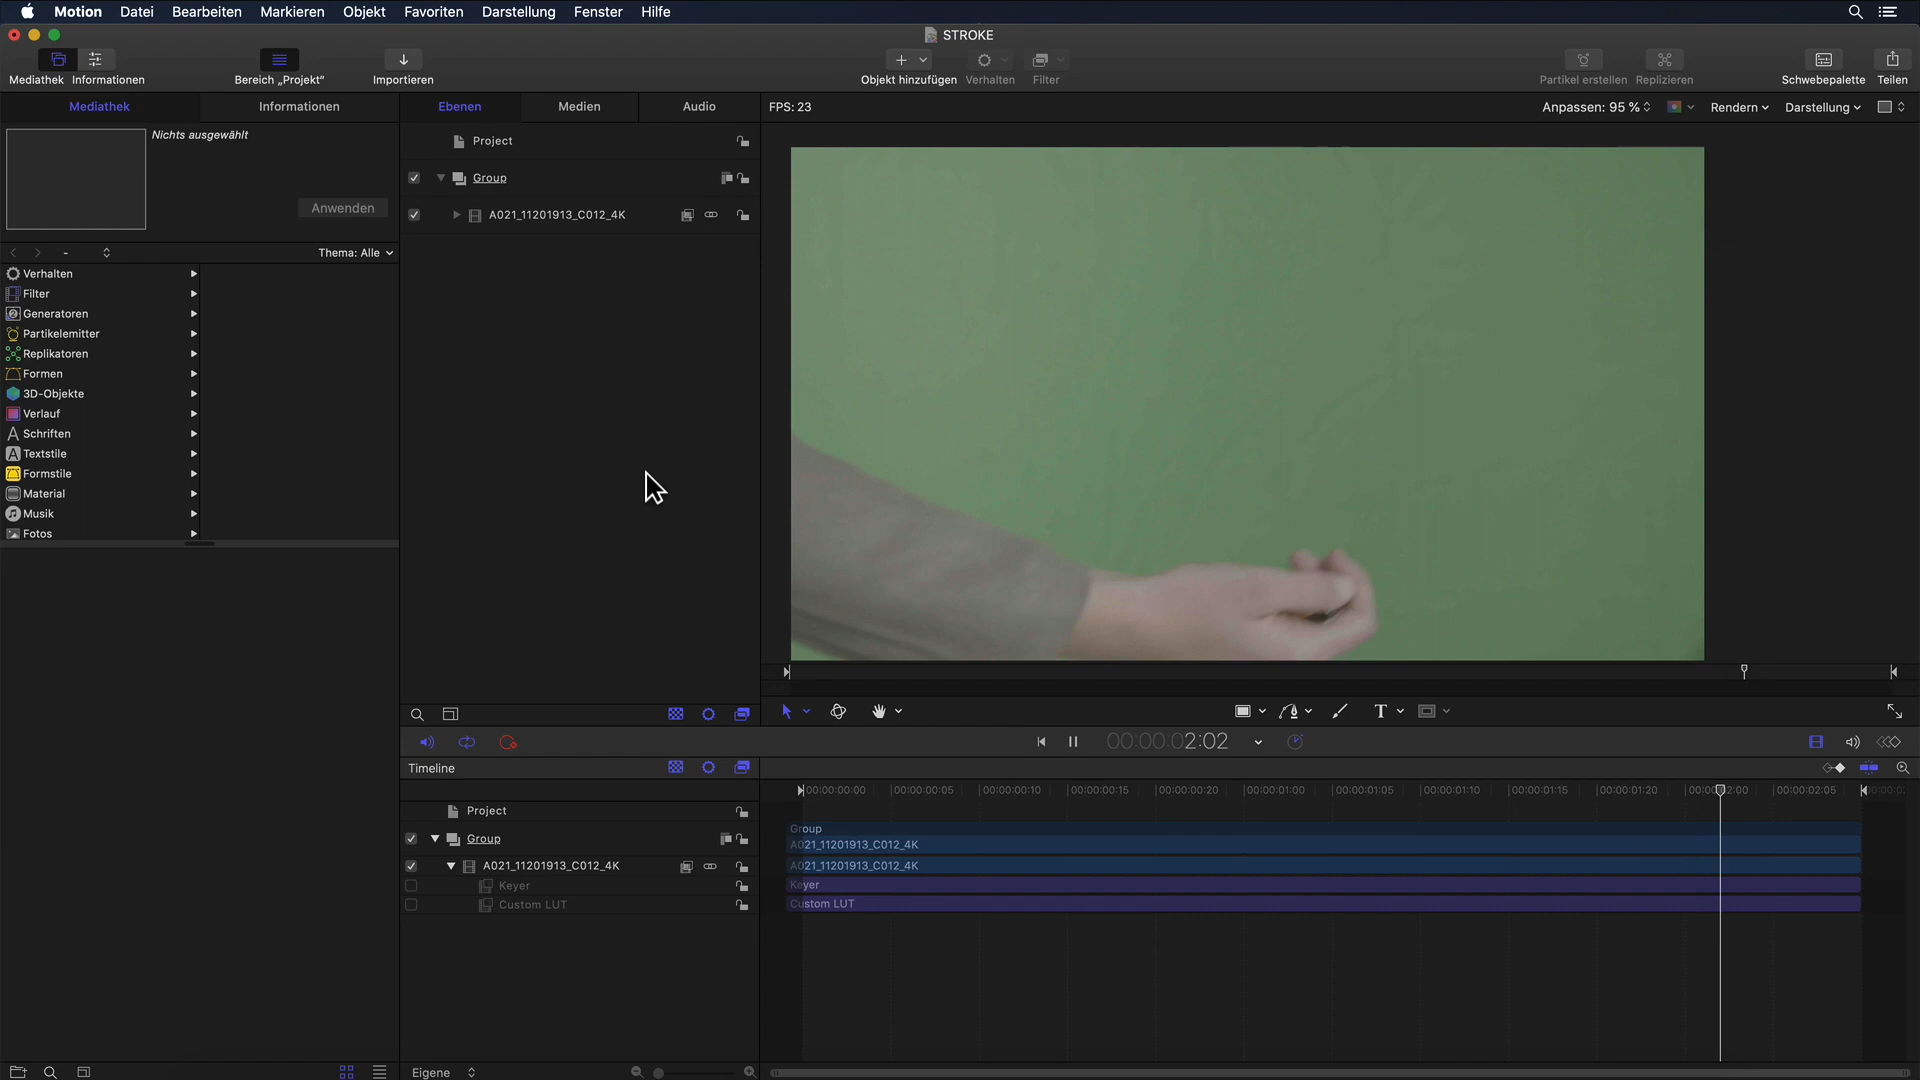 Motion Datei Bearbeiten Markieren Objekt Favoriten Darstellung Fenster Hilfe
STROKE
Mediathek Informationen Bereich „Projekt“ Importieren Objekt hinzufügen Verhalten Filter Partikel erstellen Replizieren Schwebepalette Teilen
Mediathek Informationen Ebenen Medien Audio FPS: 23 Anpassen: 95 % Rendern Darstellung
Nichts ausgewählt
Anwenden
Thema: Alle
Verhalten
Filter
Generatoren
Partikelemitter
Replikatoren
Formen
3D-Objekte
Verlauf
Schriften
Textstile
Formstile
Material
Musik
Fotos
Project
Group
A021_11201913_C012_4K
00:00:00:02:02
Timeline
00:00:00:00 00:00:00:05 00:00:00:10 00:00:00:15 00:00:00:20 00:00:01:00 00:00:01:05 00:00:01:10 00:00:01:15 00:00:01:20 00:00:02:00 00:00:02:05
Project
Group
A021_11201913_C012_4K
Keyer
Custom LUT
Group
A021_11201913_C012_4K
A021_11201913_C012_4K
Keyer
Custom LUT
Eigene